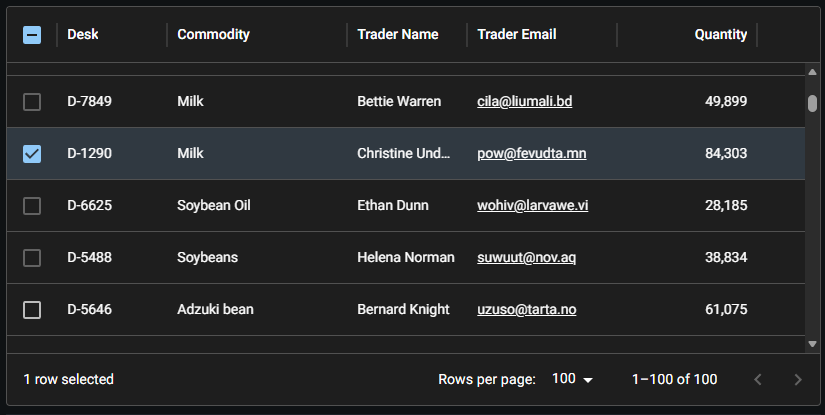 Desk Commodity Trader Name Trader Email Quantity
D-7849 Milk Bettie Warren cila@liumali.bd 49,899
D-1290 Milk Christine Und... pow@fevudta.mn 84,303
D-6625 Soybean Oil Ethan Dunn wohiv@larvawe.vi 28,185
D-5488 Soybeans Helena Norman suwuut@nov.aq 38,834
D-5646 Adzuki bean Bernard Knight uzuso@tarta.no 61,075
1 row selected Rows per page: 100 1–100 of 100